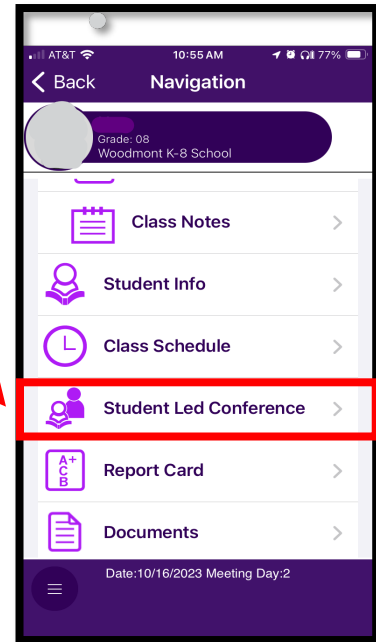 AT&T 10:55 AM 77%
Back Navigation
Grade: 08
Woodmont K-8 School
Class Notes
Student Info
Class Schedule
Student Led Conference
A+
C
B
Report Card
Documents
Date:10/16/2023 Meeting Day:2